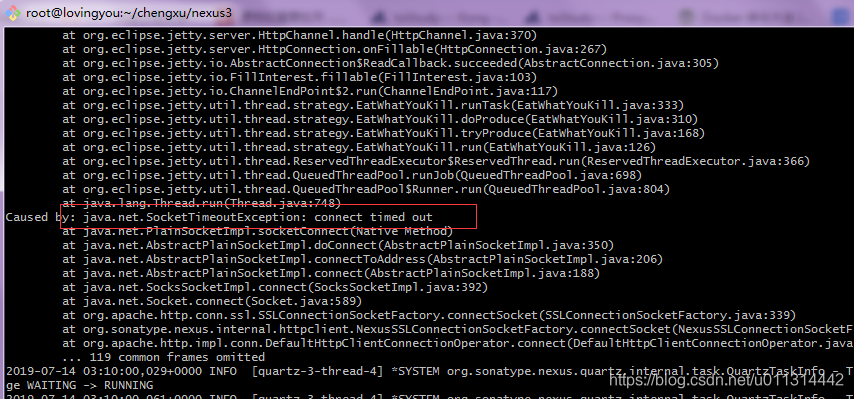 root@lovingyou:~/chengxu/nexus3
at org.eclipse.jetty.server.HttpChannel.handle(HttpChannel.java:370)
at org.eclipse.jetty.server.HttpConnection.onFillable(HttpConnection.java:267)
at org.eclipse.jetty.io.AbstractConnection$ReadCallback.succeeded(AbstractConnection.java:305)
at org.eclipse.jetty.io.FillInterest.fillable(FillInterest.java:103)
at org.eclipse.jetty.io.ChannelEndPoint$2.run(ChannelEndPoint.java:117)
at org.eclipse.jetty.util.thread.strategy.EatWhatYouKill.runTask(EatWhatYouKill.java:333)
at org.eclipse.jetty.util.thread.strategy.EatWhatYouKill.doProduce(EatWhatYouKill.java:310)
at org.eclipse.jetty.util.thread.strategy.EatWhatYouKill.tryProduce(EatWhatYouKill.java:168)
at org.eclipse.jetty.util.thread.strategy.EatWhatYouKill.run(EatWhatYouKill.java:126)
at org.eclipse.jetty.util.thread.ReservedThreadExecutor$ReservedThread.run(ReservedThreadExecutor.java:366)
at org.eclipse.jetty.util.thread.QueuedThreadPool.runJob(QueuedThreadPool.java:698)
at org.eclipse.jetty.util.thread.QueuedThreadPool$Runner.run(QueuedThreadPool.java:804)
at java.lang.Thread.run(Thread.java:748)
Caused by: java.net.SocketTimeoutException: connect timed out
at java.net.PlainSocketImpl.socketConnect(Native Method)
at java.net.AbstractPlainSocketImpl.doConnect(AbstractPlainSocketImpl.java:350)
at java.net.AbstractPlainSocketImpl.connectToAddress(AbstractPlainSocketImpl.java:206)
at java.net.AbstractPlainSocketImpl.connect(AbstractPlainSocketImpl.java:188)
at java.net.SocksSocketImpl.connect(SocksSocketImpl.java:392)
at java.net.Socket.connect(Socket.java:589)
at org.apache.http.conn.ssl.SSLConnectionSocketFactory.connectSocket(SSLConnectionSocketFactory.java:339)
at org.sonatype.nexus.internal.httpclient.NexusSSLConnectionSocketFactory.connectSocket(NexusSSLConnectionSocketF
at org.apache.http.impl.conn.DefaultHttpClientConnectionOperator.connect(DefaultHttpClientConnectionOperator.java
... 119 common frames omitted
2019-07-14 03:10:00,029+0000 INFO [quartz-3-thread-4] *SYSTEM org.sonatype.nexus.quartz.internal.task.QuartzTaskInfo - T
ge WAITING -> RUNNING
https://blog.csdn.net/u011314442
2019-07-14 03:10:00,061+0000 INFO [quartz-3-thread-4] *SYSTEM org.sonatype.nexus.quartz.internal.task.QuartzTaskInfo - T